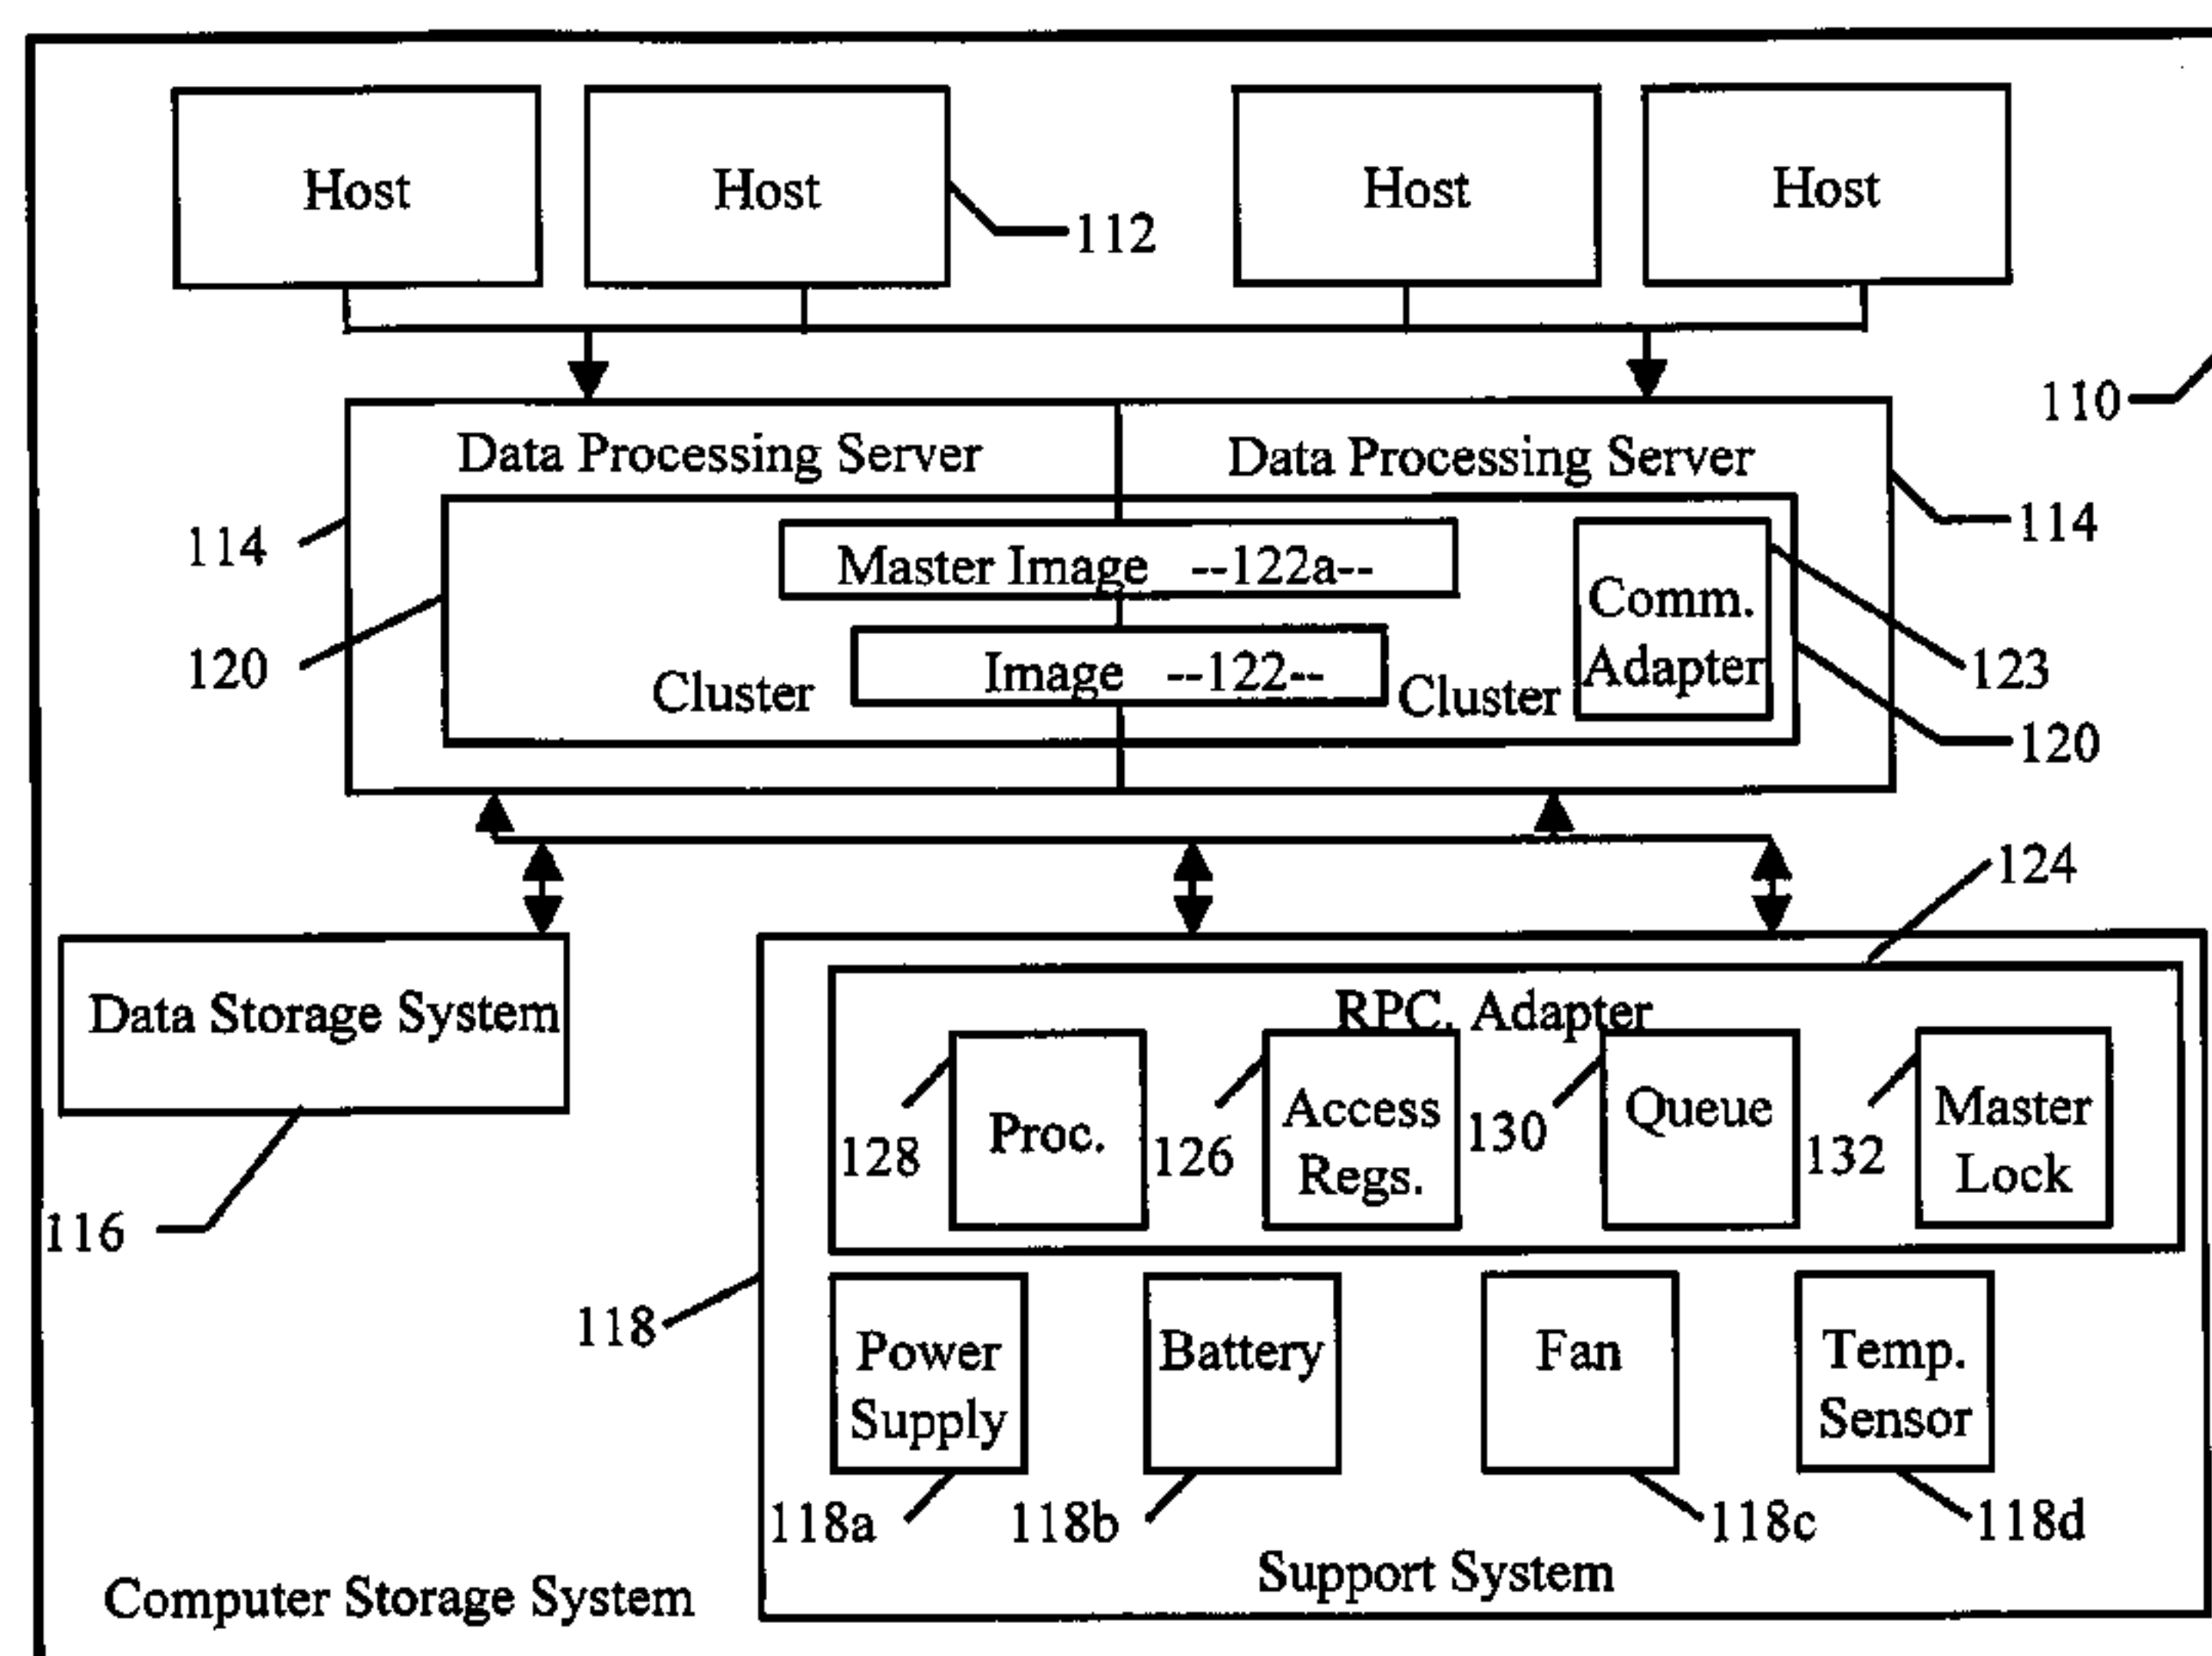 Host
Host
Host
Host
112
110
Data Processing Server
Data Processing Server
114
114
Master Image --122a--
Comm.
Adapter
120
Image --122--
Cluster
Cluster
123
120
124
Data Storage System
RPC. Adapter
128
Proc.
126
Access
Regs.
130
Queue
132
Master
Lock
116
118
Power
Supply
Battery
Fan
Temp.
Sensor
118a
118b
118c
118d
Support System
Computer Storage System